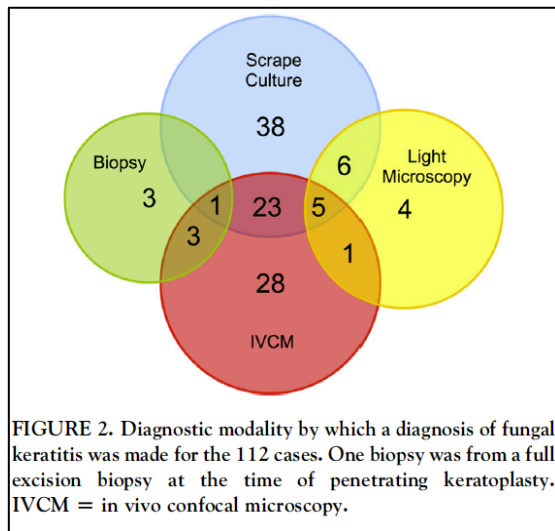 Scrape
Culture
38
Biopsy
3
6
Light
Microscopy
4
1
23
5
3
1
28
IVCM
FIGURE 2. Diagnostic modality by which a diagnosis of fungal
keratitis was made for the 112 cases. One biopsy was from a full
excision biopsy at the time of penetrating keratoplasty.
IVCM = in vivo confocal microscopy.